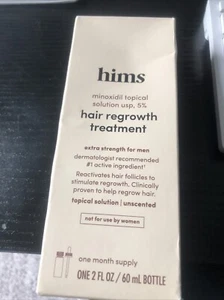 hims
minoxidil topical
solution usp, 5%
hair regrowth
treatment
extra strength for men
dermatologist recommended
#1 active ingredient†
Reactivates hair follicles to
stimulate regrowth. Clinically
proven to help regrow hair.
topical solution | unscented
not for use by women
one month supply
ONE 2 FL OZ / 60 mL BOTTLE